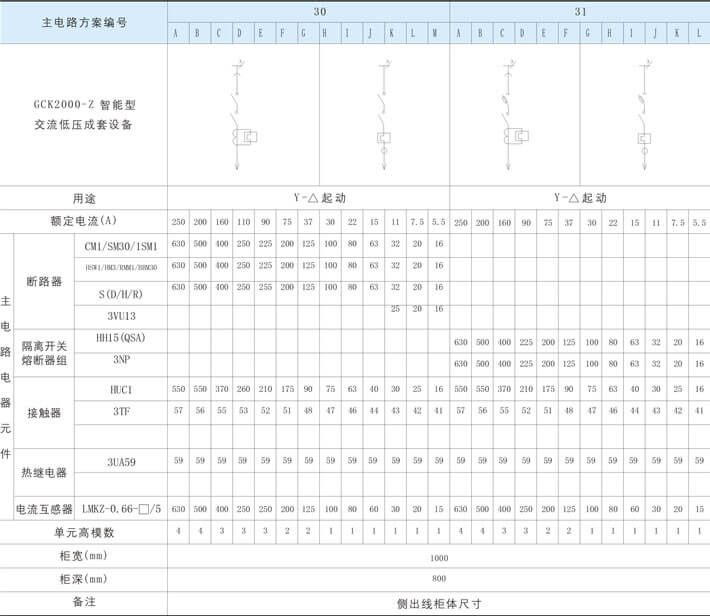 主电路方案编号 30 31
A B C D E F G H I J K L M A B C D E F G H I J K L
GCK2000-Z 智能型
交流低压成套设备
用途 Y-△起动 Y-△起动
额定电流(A) 250 200 160 110 90 75 37 30 22 15 11 7.5 5.5 250 200 160 90 75 37 30 22 15 11 7.5 5.5
主电路电器元件
断路器
CM1/SM30/1SM1 630 500 400 250 225 200 125 100 80 63 32 20 16
HSW1/HM3/RMM1/BBM30 630 500 400 250 225 200 125 100 80 63 32 20 16
S(D/H/R) 630 500 400 250 255 200 125 100 80 63 32 20 16
3VU13 25 20 16
隔离开关
熔断器组
HH15(QSA) 630 500 400 225 200 125 100 80 63 32 20 16
3NP 630 500 400 225 200 125 100 80 63 32 20 16
接触器
HUC1 550 550 370 260 210 175 90 75 63 40 30 25 16 550 550 370 210 175 90 75 63 40 30 25 16
3TF 57 56 55 53 52 51 48 47 46 44 43 42 41 57 56 55 52 51 48 47 46 44 43 42 41
热继电器
3UA59 59 59 59 59 59 59 59 59 59 59 59 59 59 59 59 59 59 59 59 59 59 59 59 59 59
电流互感器 LMKZ-0.66-□/5 630 500 400 250 250 200 125 100 80 60 30 20 15 630 500 400 250 200 125 100 80 60 30 20 15
单元高模数 4 4 3 3 3 2 2 1 1 1 1 1 1 4 4 3 3 2 2 1 1 1 1 1 1
柜宽(mm) 1000
柜深(mm) 800
备注 侧出线柜体尺寸